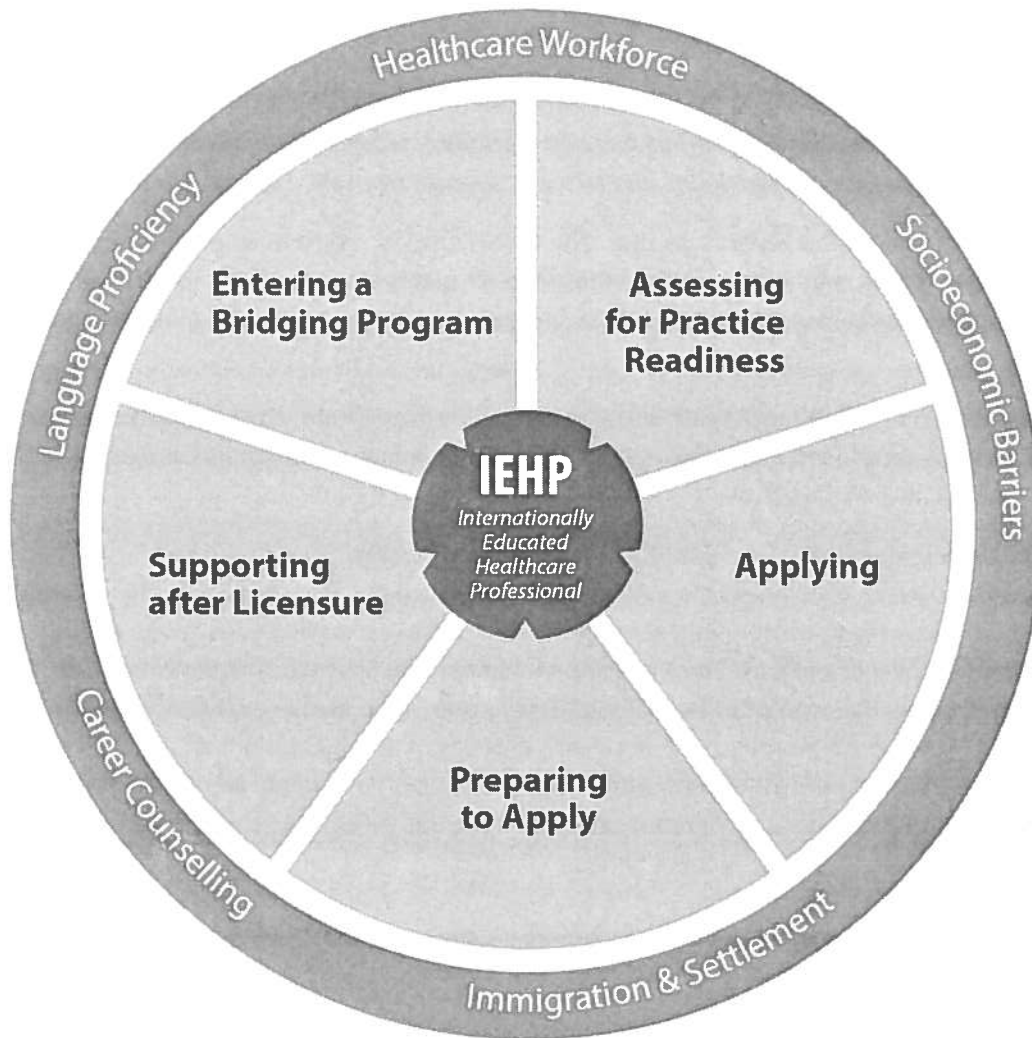 Healthcare Workforce
Language Proficiency
Socioeconomic Barriers
Entering a
Bridging Program
Assessing
for Practice
Readiness
IEHP
Internationally
Educated
Healthcare
Professional
Supporting
after Licensure
Applying
Preparing
to Apply
Career Counselling
Immigration & Settlement